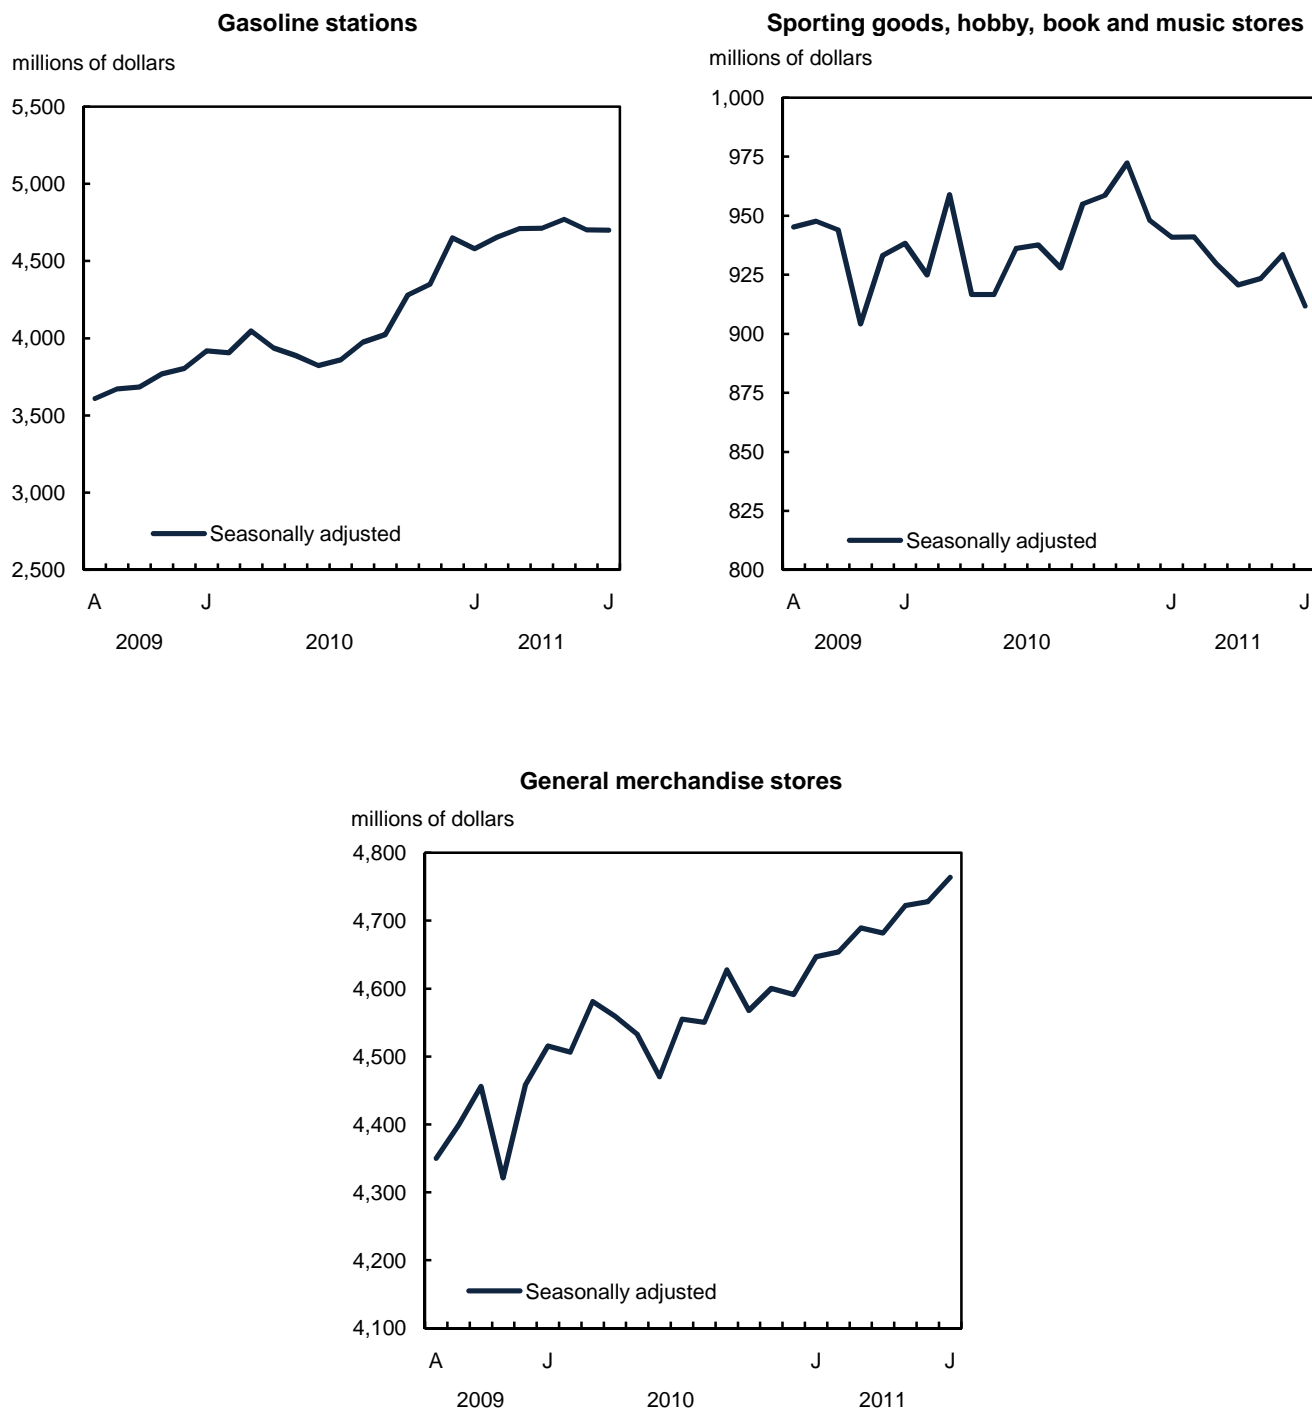 Gasoline stations
millions of dollars
5,500
5,000
4,500
4,000
3,500
3,000
2,500
Seasonally adjusted
A J J J
2009 2010 2011
Sporting goods, hobby, book and music stores
millions of dollars
1,000
975
950
925
900
875
850
825
800
Seasonally adjusted
A J J J
2009 2010 2011
General merchandise stores
millions of dollars
4,800
4,700
4,600
4,500
4,400
4,300
4,200
4,100
Seasonally adjusted
A J J J
2009 2010 2011